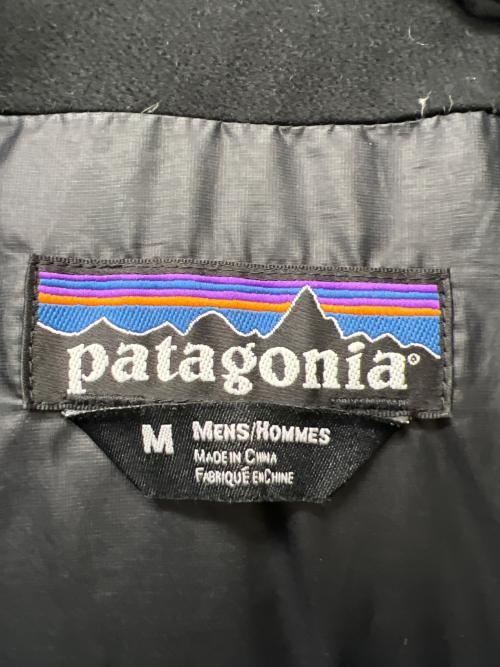 patagonia®
M MENS/HOMMES
MADE IN CHINA
FABRIQUÉ EN CHINE